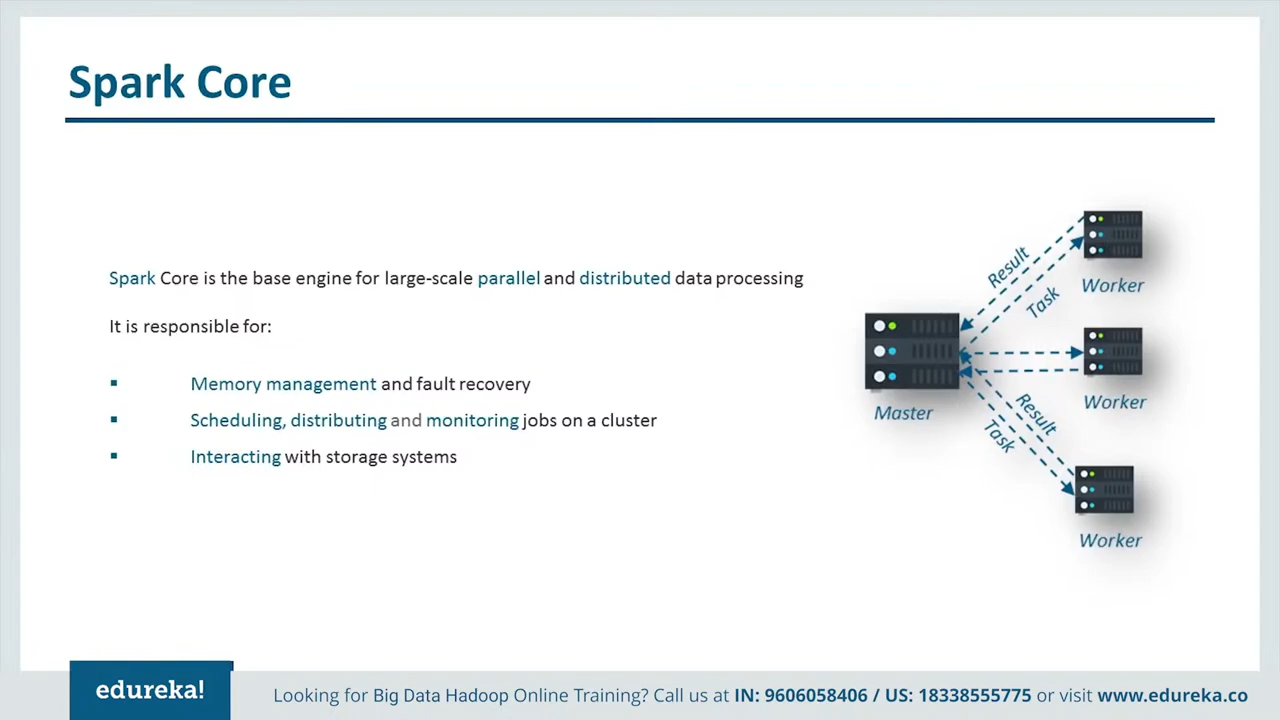 Spark Core
Spark Core is the base engine for large-scale parallel and distributed data processing
It is responsible for:
▪ Memory management and fault recovery
▪ Scheduling, distributing and monitoring jobs on a cluster
▪ Interacting with storage systems
Result
Task
Worker
Worker
Master
Result
Task
Worker
edureka!
Looking for Big Data Hadoop Online Training? Call us at IN: 9606058406 / US: 18338555775 or visit www.edureka.co